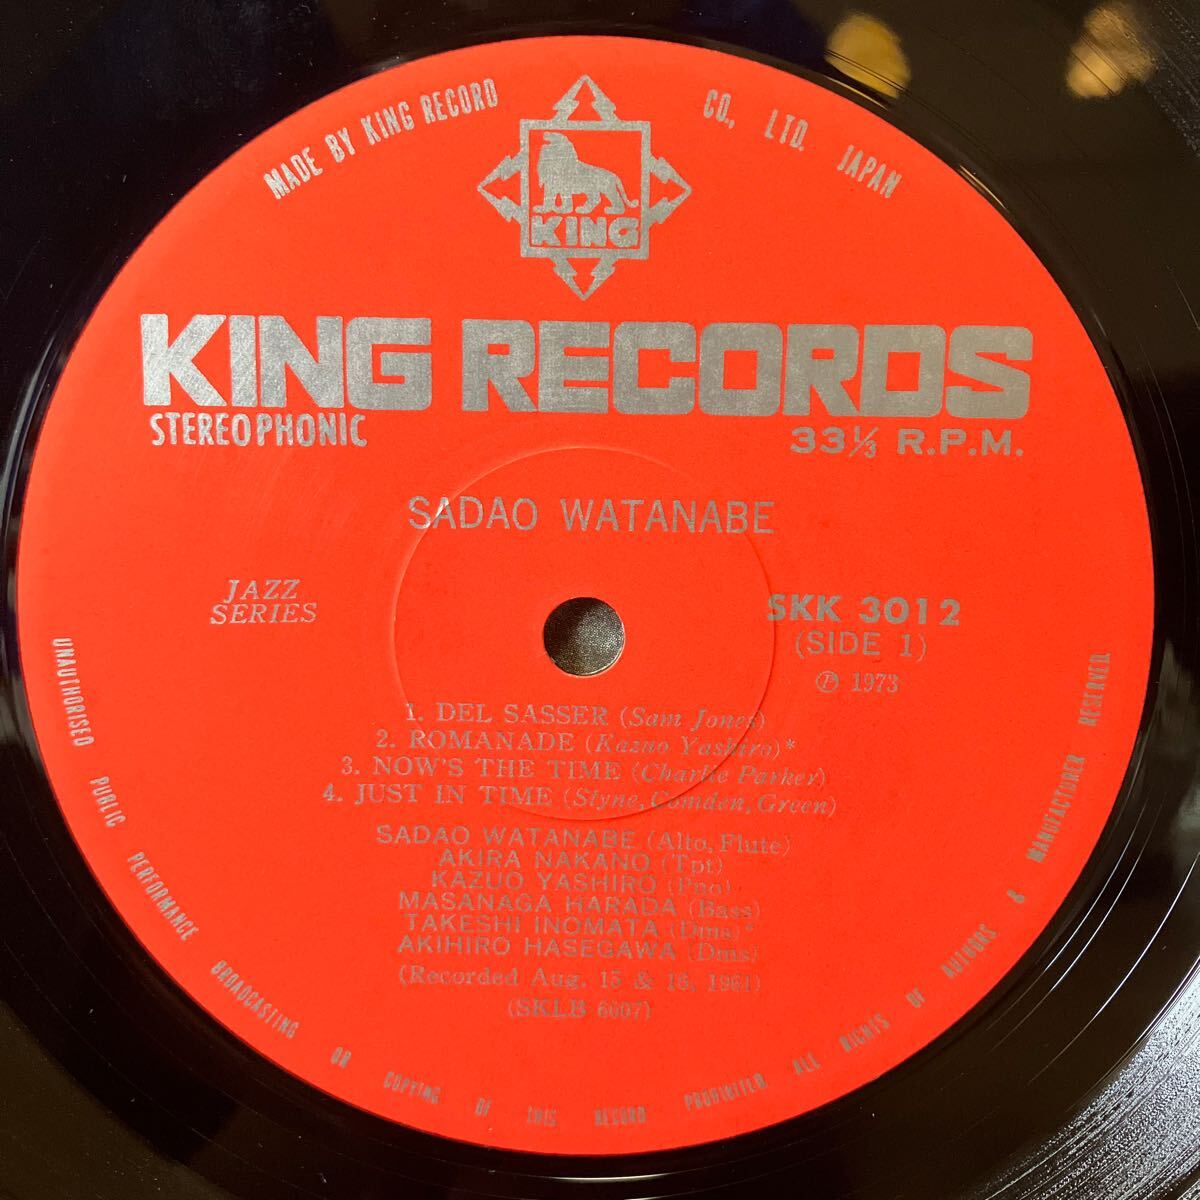 MADE BY KING RECORD CO., LTD. JAPAN
KING
KING RECORDS
STEREOPHONIC
33⅓ R.P.M.
SADAO WATANABE
JAZZ
SERIES
SKK 3012
(SIDE 1)
Ⓟ 1973
1. DEL SASSER (Sam Jones)
2. ROMANADE (Kazuo Yashiro)*
3. NOW'S THE TIME (Charlie Parker)
4. JUST IN TIME (Styne, Comden, Green)
SADAO WATANABE (Alto, Flute)
AKIRA NAKANO (Tpt)
KAZUO YASHIRO (Pno)
MASANAGA HARADA (Bass)
TAKESHI INOMATA (Dms)*
AKIHIRO HASEGAWA (Dms)
(Recorded Aug. 15 & 16, 1961)
(SKLB 6607)
UNAUTHORISED PUBLIC PERFORMANCE BROADCASTING OR COPYING OF THIS RECORD PROHIBITED. ALL RIGHTS OF AUTHORS & MANUFACTORER RESERVED.